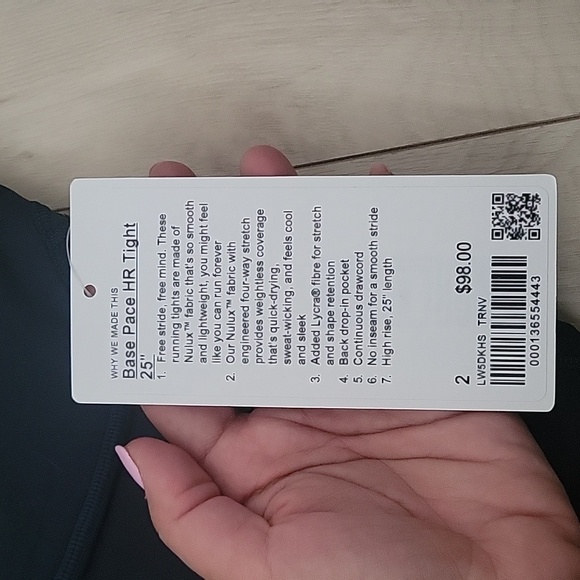 WHY WE MADE THIS
Base Pace HR Tight
25"
1. Free stride, free mind. These
running tights are made of
Nulux™ fabric that's so smooth
and lightweight, you might feel
like you can run forever
2. Our Nulux™ fabric with
engineered four-way stretch
provides weightless coverage
that's quick-drying,
sweat-wicking, and feels cool
and sleek
3. Added Lycra® fibre for stretch
and shape retention
4. Back drop-in pocket
5. Continuous drawcord
6. No inseam for a smooth stride
7. High rise, 25" length
2 $98.00
LW5DKHS TRNV
000136554443